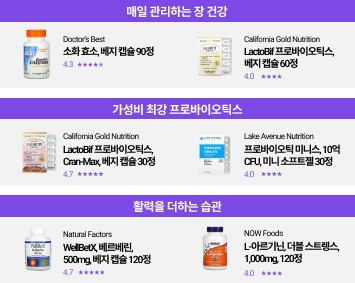 매일 관리하는 장 건강
Doctor's Best
소화 효소, 베지 캡슐 90정
4.3 ★★★★★
California Gold Nutrition
LactoBif 프로바이오틱스,
베지 캡슐 60정
4.0 ★★★★
가성비 최강 프로바이오틱스
California Gold Nutrition
LactoBif 프로바이오틱스,
Cran-Max, 베지 캡슐 30정
4.7 ★★★★★
Lake Avenue Nutrition
프로바이오틱 미니스, 10억
CFU, 미니 소프트젤 30정
4.0 ★★★★
활력을 더하는 습관
Natural Factors
WellBetX, 베르베린,
500mg, 베지 캡슐 120정
4.7 ★★★★★
NOW Foods
L-아르기닌, 더블 스트렝스,
1,000mg, 120정
4.0 ★★★★